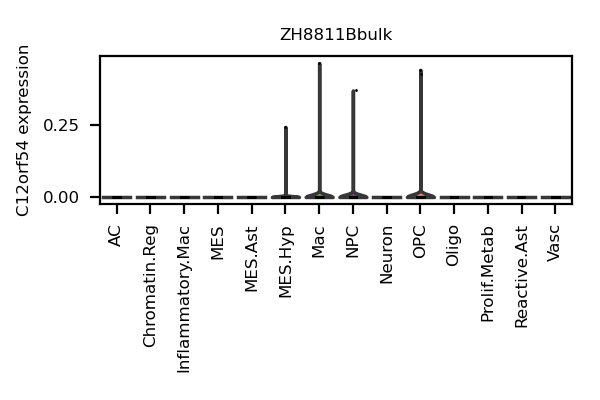 ZH8811Bbulk
C12orf54 expression
0.25
0.00
AC
Chromatin.Reg
Inflammatory.Mac
MES
MES.Ast
MES.Hyp
Mac
NPC
Neuron
OPC
Oligo
Prolif.Metab
Reactive.Ast
Vasc